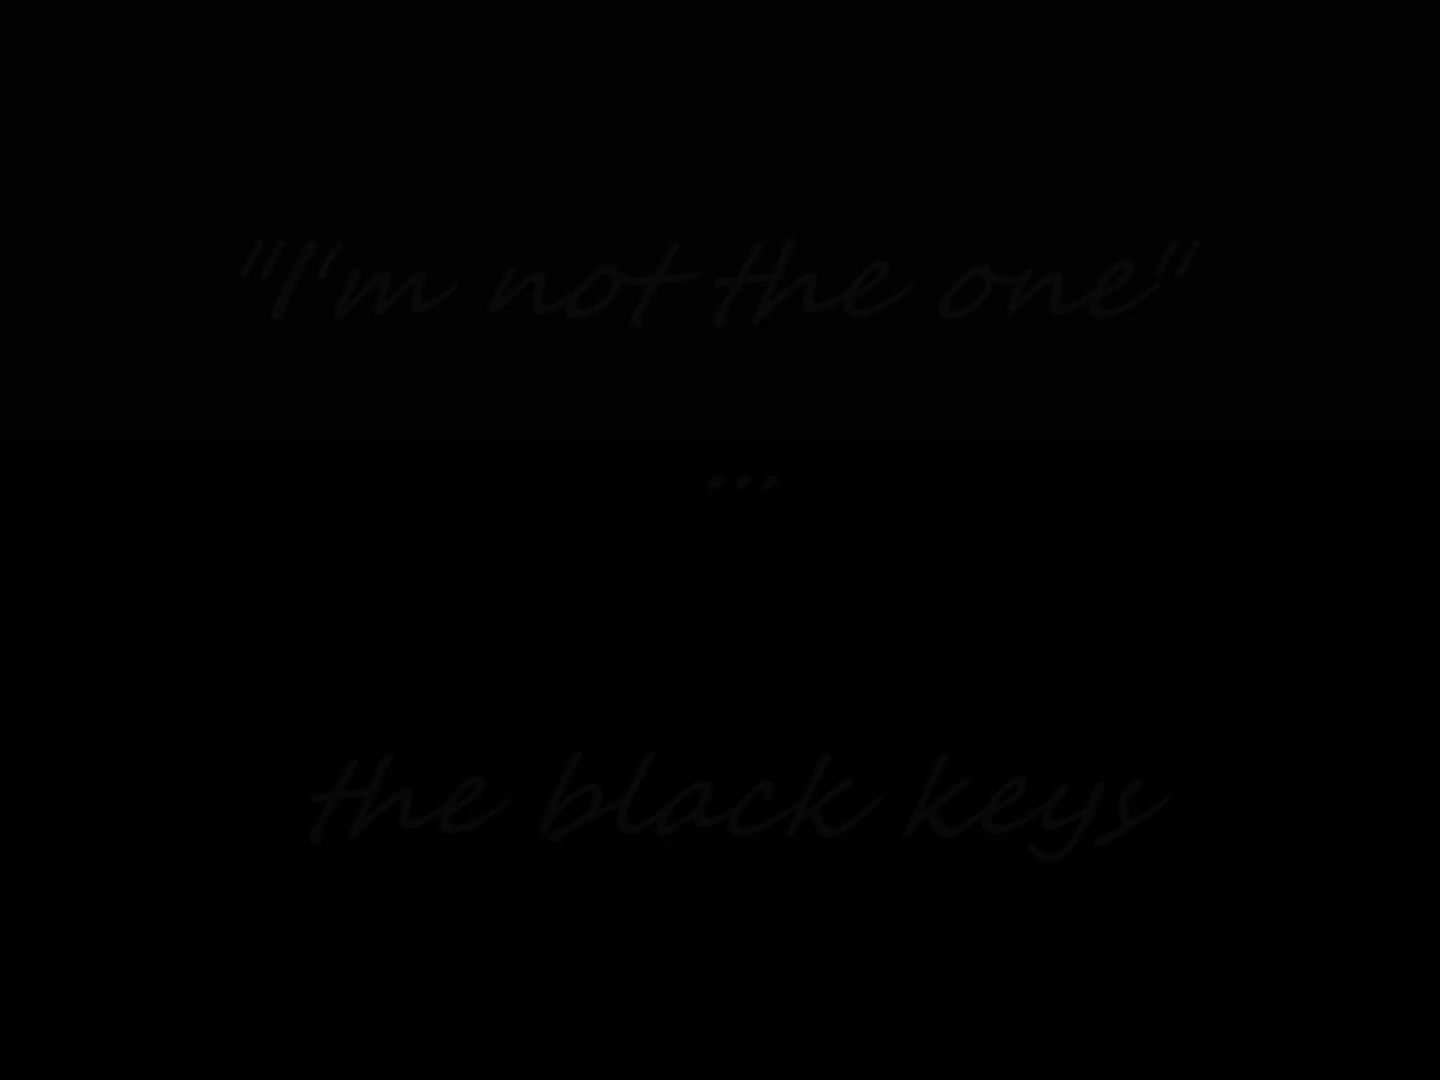 "I'm not the one"
...
the black keys